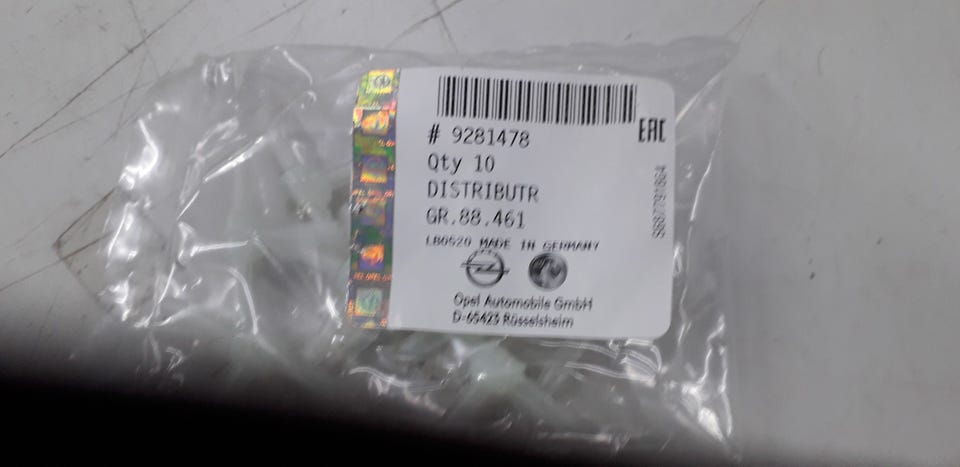 # 9281478
Qty 10
DISTRIBUTR
GR.88.461
LB0520 MADE IN GERMANY
Opel Automobile GmbH
D-65423 Rüsselsheim
EAC